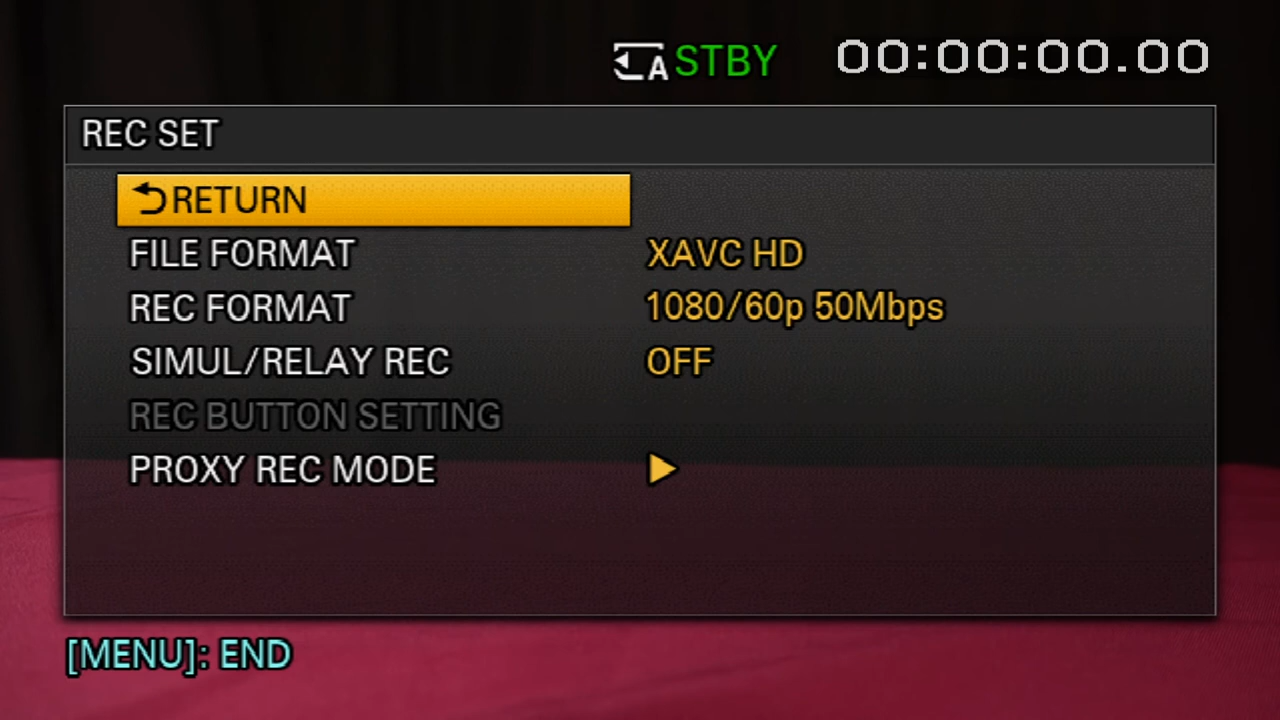 A STBY 00:00:00.00
REC SET
RETURN
FILE FORMAT XAVC HD
REC FORMAT 1080/60p 50Mbps
SIMUL/RELAY REC OFF
REC BUTTON SETTING
PROXY REC MODE
[MENU]: END